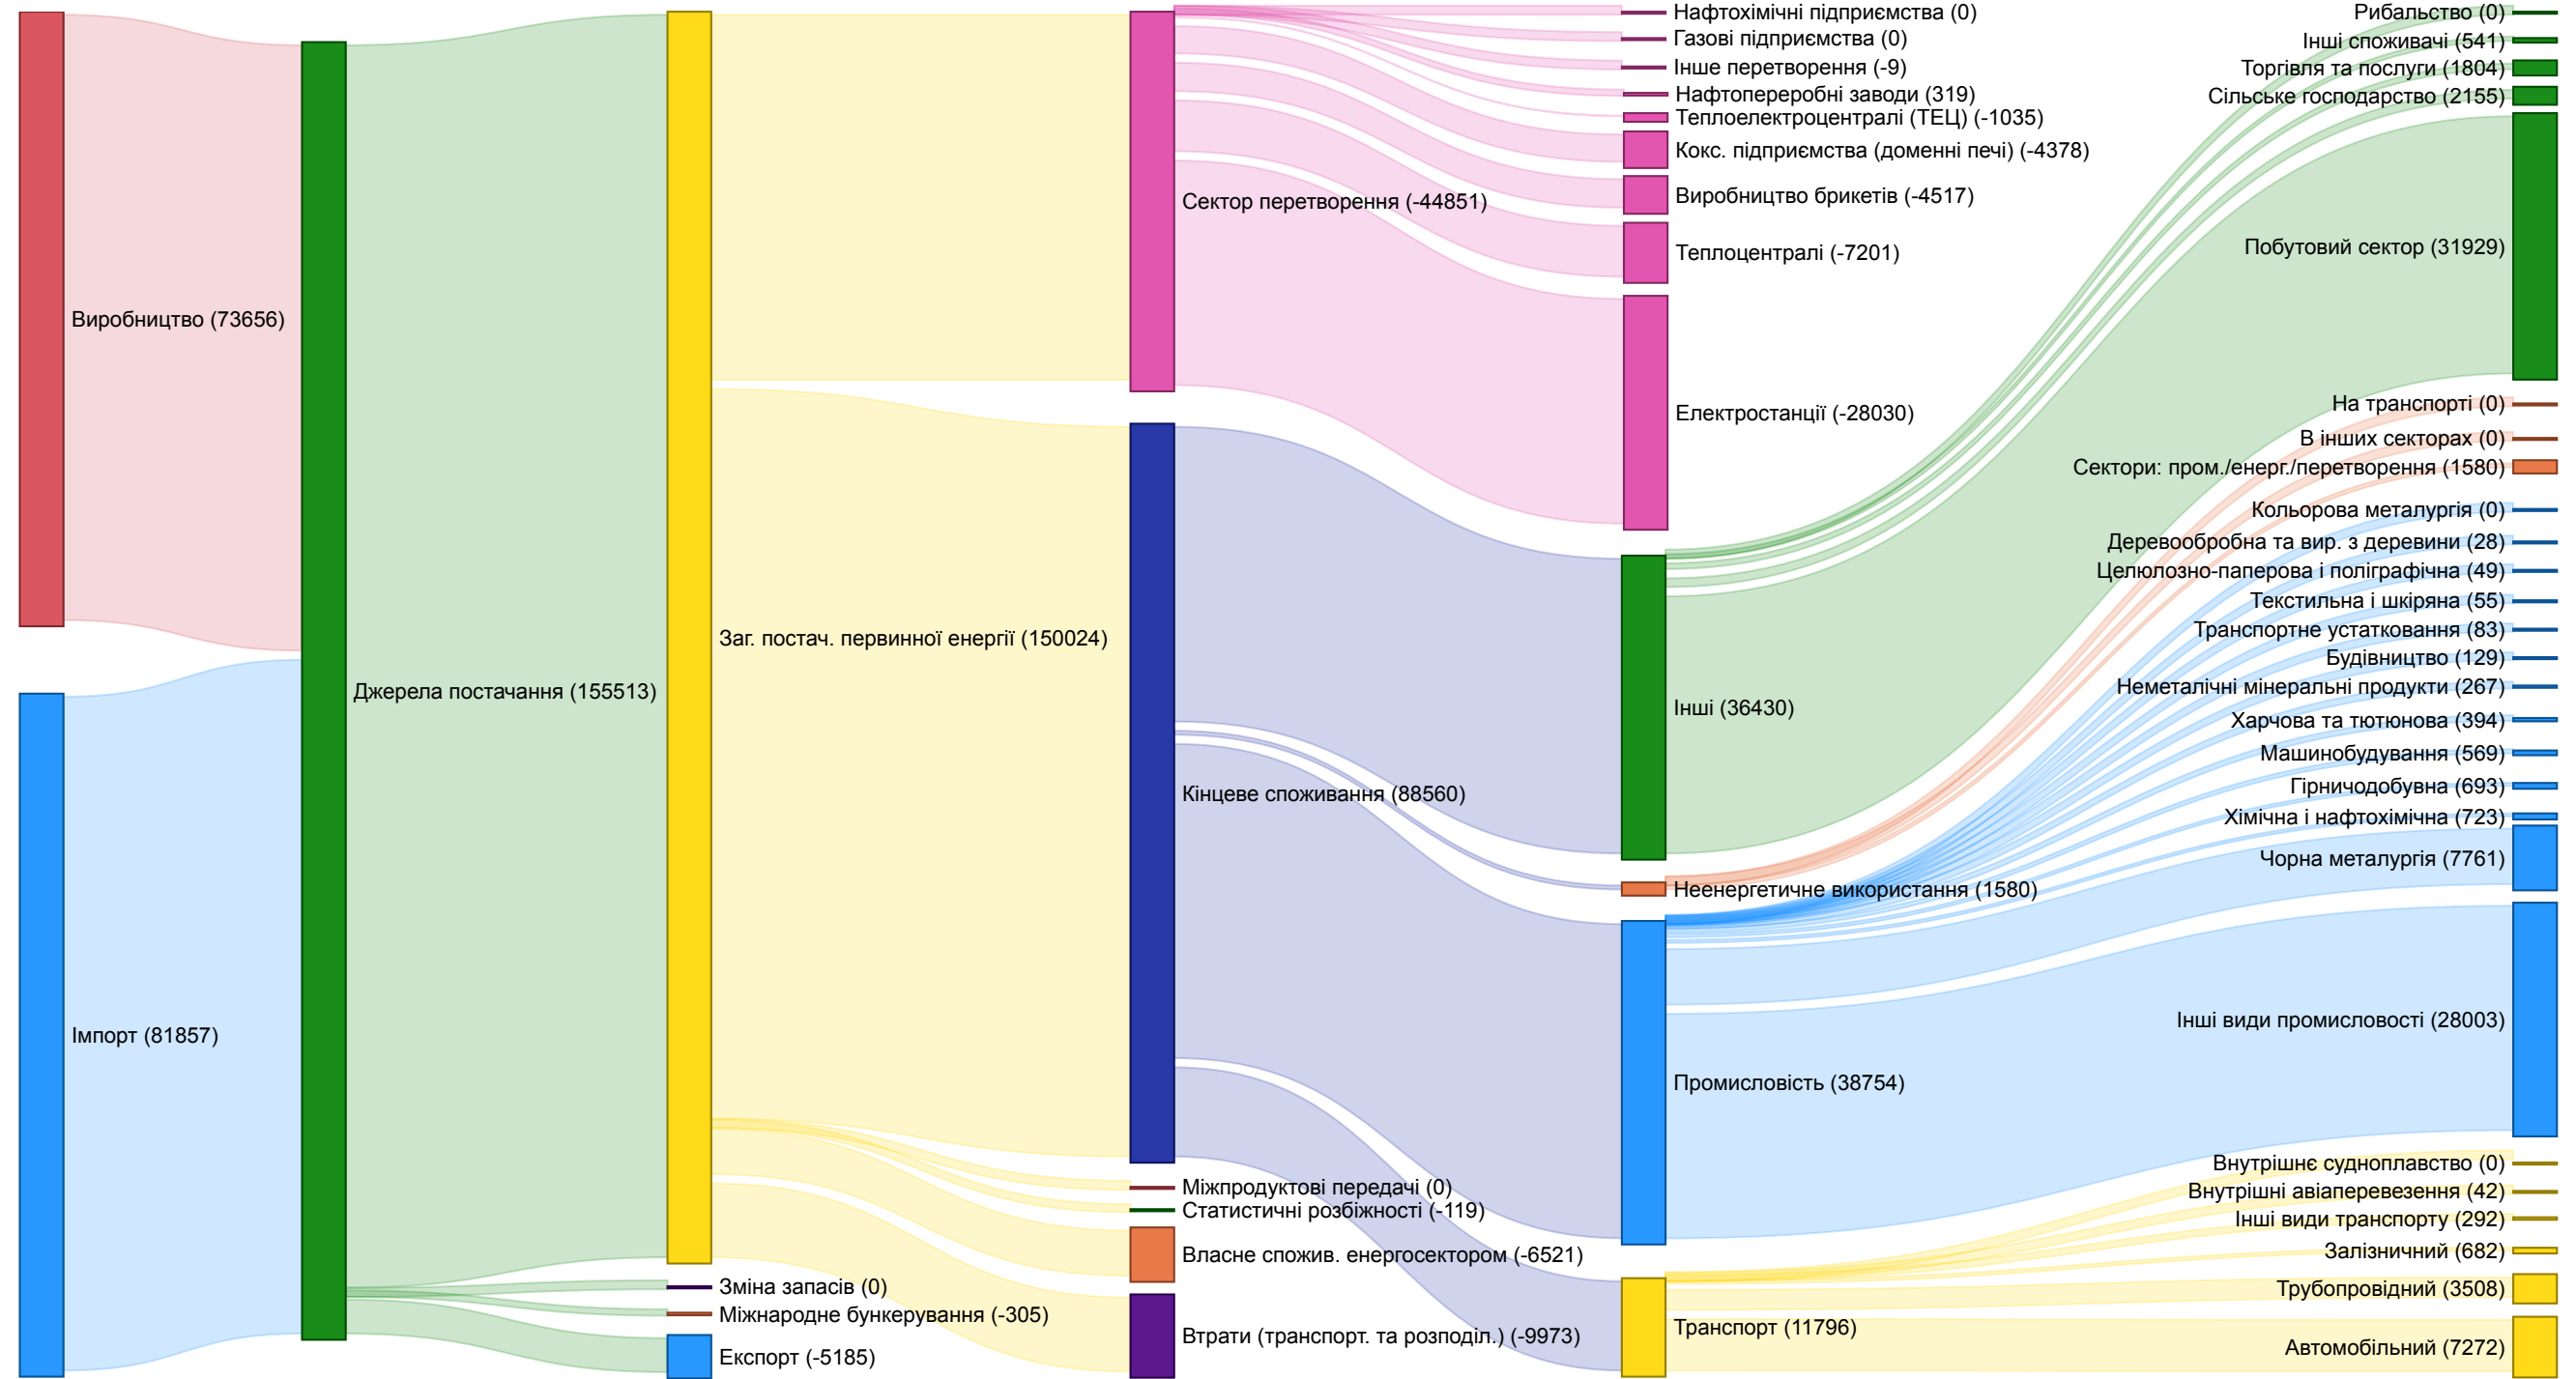 Виробництво (73656)
Імпорт (81857)
Джерела постачання (155513)
Заг. постач. первинної енергії (150024)
Зміна запасів (0)
Міжнародне бункерування (-305)
Експорт (-5185)
Сектор перетворення (-44851)
Кінцеве споживання (88560)
Міжпродуктові передачі (0)
Статистичні розбіжності (-119)
Власне спожив. енергосектором (-6521)
Втрати (транспорт. та розподіл.) (-9973)
Нафтохімічні підприємства (0)
Газові підприємства (0)
Інше перетворення (-9)
Нафтопереробні заводи (319)
Теплоелектроцентралі (ТЕЦ) (-1035)
Кокс. підприємства (доменні печі) (-4378)
Виробництво брикетів (-4517)
Теплоцентралі (-7201)
Електростанції (-28030)
Інші (36430)
Неенергетичне використання (1580)
Промисловість (38754)
Транспорт (11796)
Рибальство (0)
Інші споживачі (541)
Торгівля та послуги (1804)
Сільське господарство (2155)
Побутовий сектор (31929)
На транспорті (0)
В інших секторах (0)
Сектори: пром./енерг./перетворення (1580)
Кольорова металургія (0)
Деревообробна та вир. з деревини (28)
Целюлозно-паперова і поліграфічна (49)
Текстильна і шкіряна (55)
Транспортне устатковання (83)
Будівництво (129)
Неметалічні мінеральні продукти (267)
Харчова та тютюнова (394)
Машинобудування (569)
Гірничодобувна (693)
Хімічна і нафтохімічна (723)
Чорна металургія (7761)
Інші види промисловості (28003)
Внутрішнє судноплавство (0)
Внутрішні авіаперевезення (42)
Інші види транспорту (292)
Залізничний (682)
Трубопровідний (3508)
Автомобільний (7272)